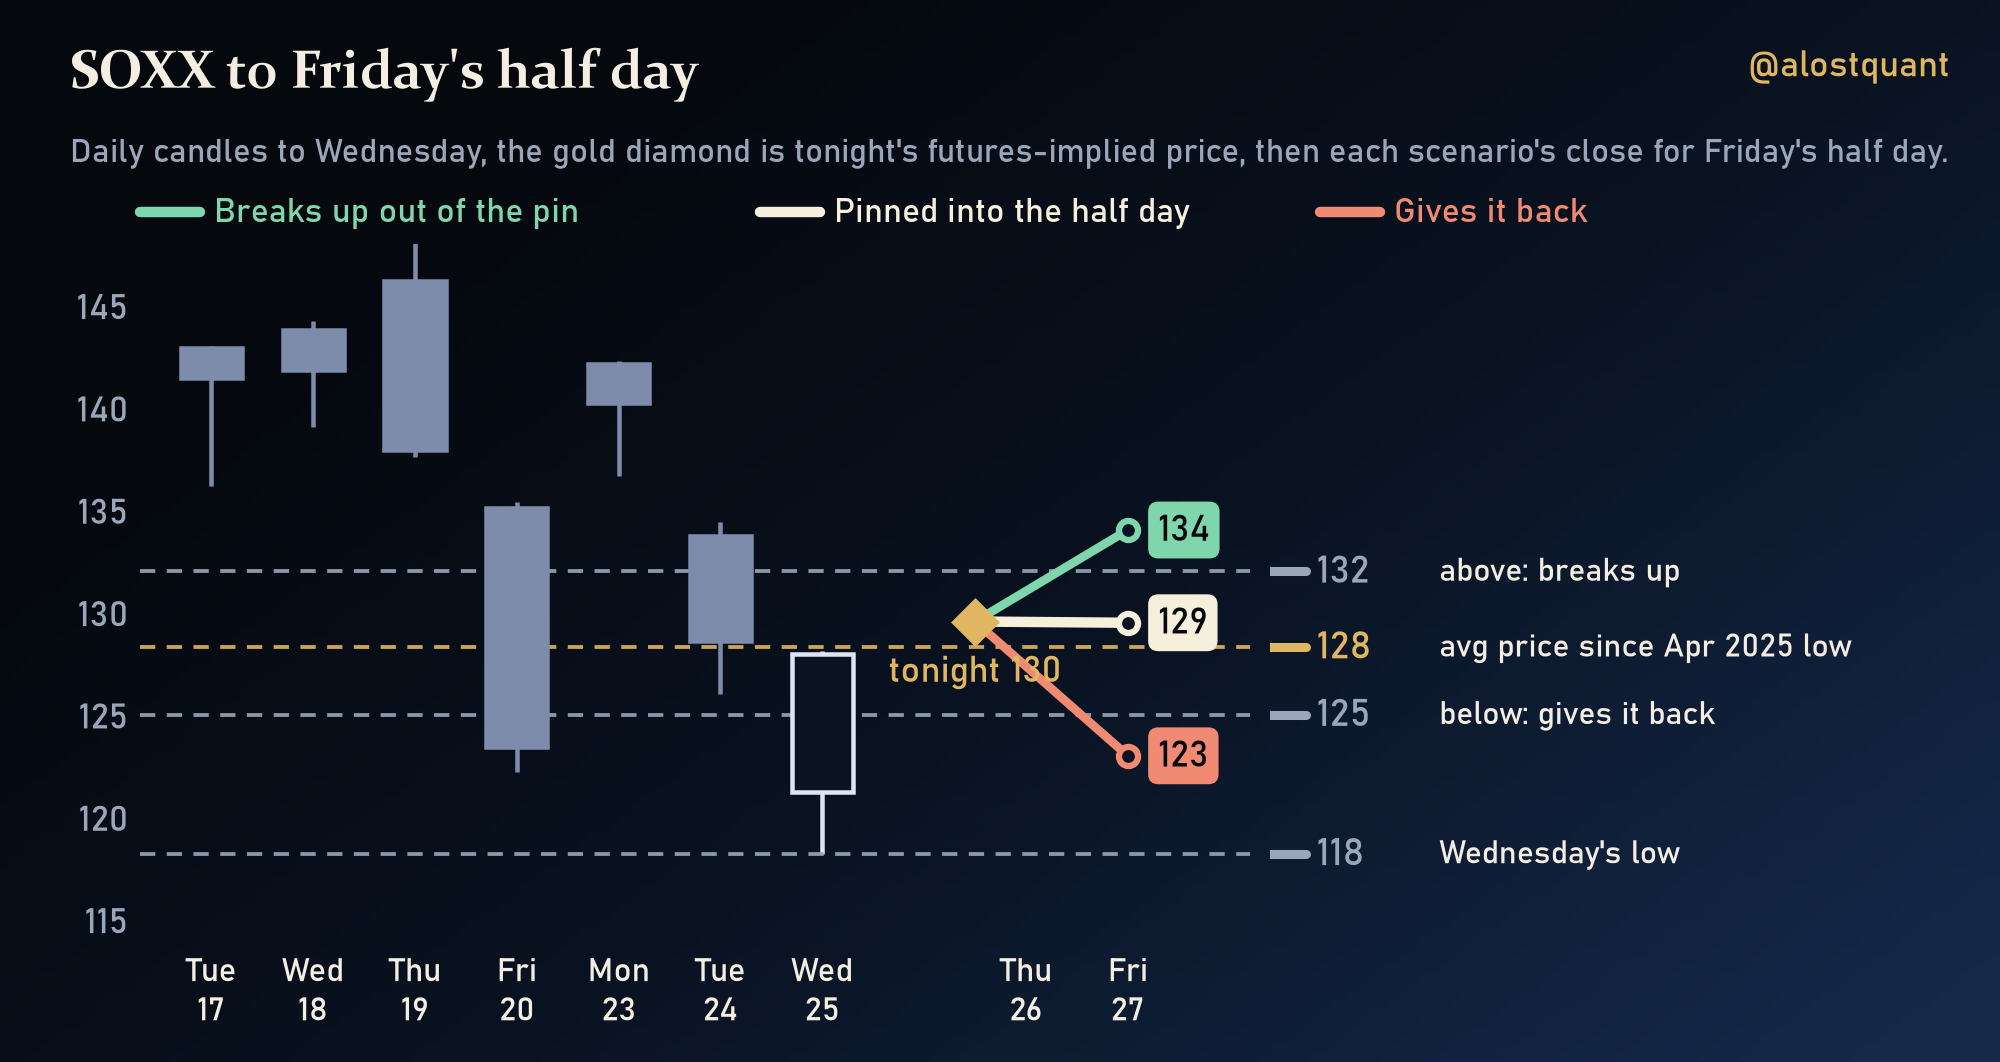 SOXX to Friday's half day
@alostquant
Daily candles to Wednesday, the gold diamond is tonight's futures-implied price, then each scenario's close for Friday's half day.
Breaks up out of the pin
Pinned into the half day
Gives it back
145
140
135
130
125
120
115
134
129
123
tonight 130
132 above: breaks up
128 avg price since Apr 2025 low
125 below: gives it back
118 Wednesday's low
Tue Wed Thu Fri Mon Tue Wed Thu Fri
17 18 19 20 23 24 25 26 27